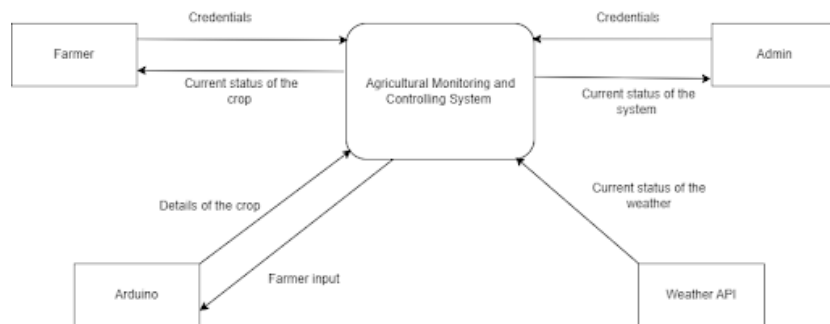 Credentials
Credentials
Farmer
Agricultural Monitoring and
Controlling System
Admin
Current status of the
crop
Current status of the
system
Current status of the
weather
Details of the crop
Farmer input
Arduino
Weather API